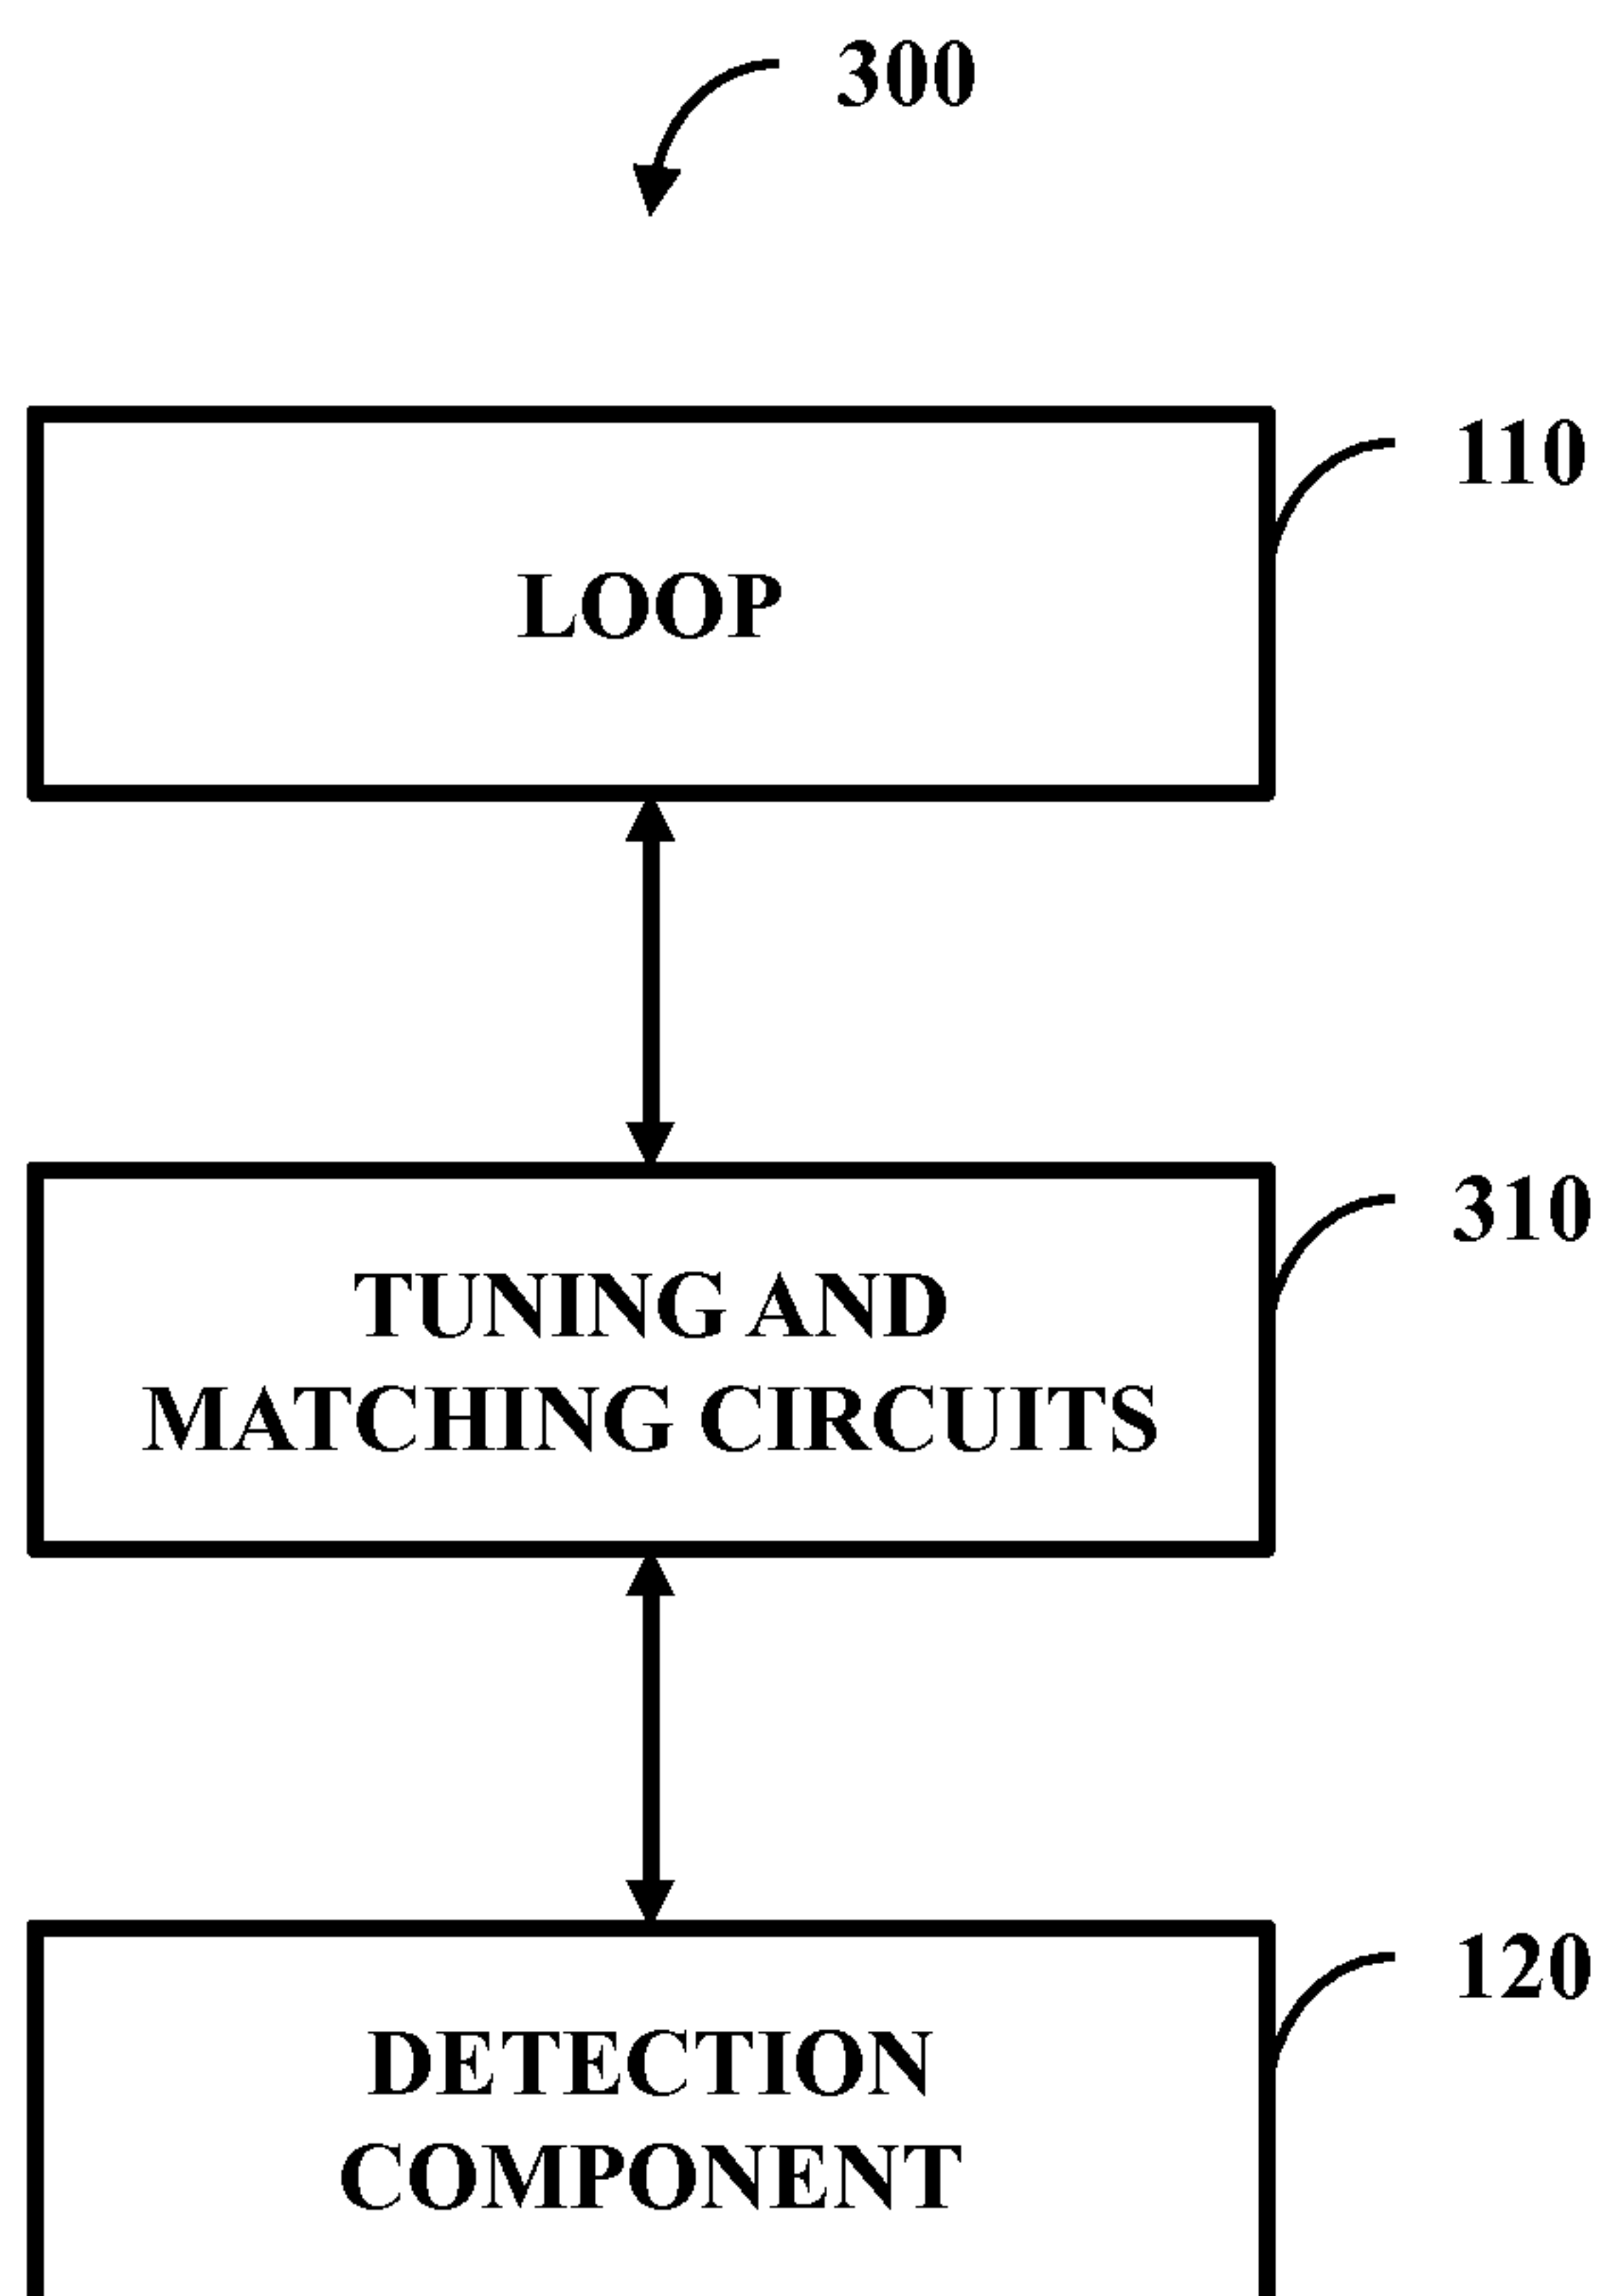 300
110
LOOP
310
TUNING AND
MATCHING CIRCUITS
120
DETECTION
COMPONENT